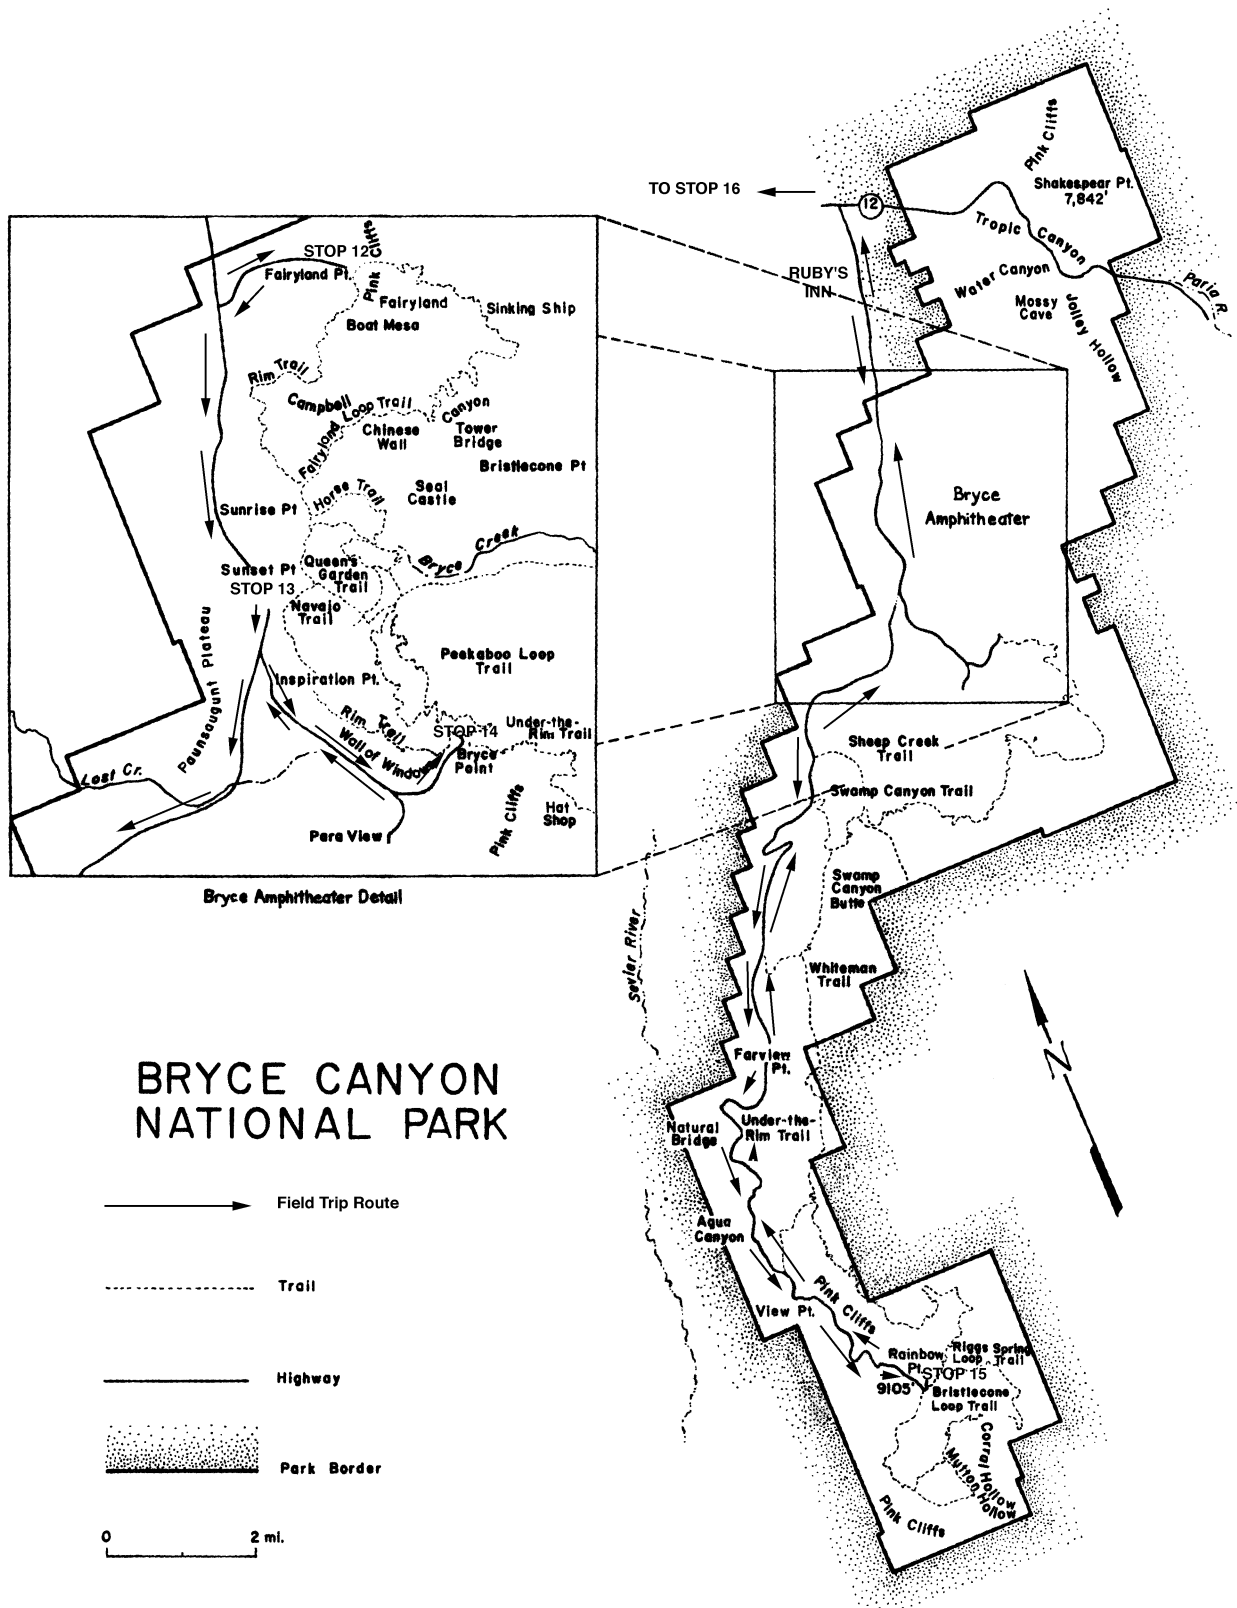 Pink Cliffs
Shakespear Pt.
7,842'
TO STOP 16
12
Tropic Canyon
RUBY'S
INN
Water Canyon
Mossy
Cave
Jolley Hollow
Paria R.
Bryce
Amphitheater
STOP 12
Pink Cliffs
Fairyland Pt.
Fairyland
Sinking Ship
Boat Mesa
Rim Trail
Campbell Canyon
Fairyland Loop Trail
Chinese
Wall
Tower
Bridge
Bristlecone Pt
Seal
Castle
Horse Trail
Sunrise Pt
Bryce Creek
Sunset Pt
STOP 13
Queen's
Garden
Trail
Navajo
Trail
Paunsaugunt Plateau
Peekaboo Loop
Trail
Inspiration Pt.
Rim Trail
Wall of Windows
STOP 14
Under-the-
Rim Trail
Bryce
Point
Lost Cr.
Pink Cliffs
Hat
Shop
Para View
Bryce Amphitheater Detail
Sheep Creek
Trail
Swamp Canyon Trail
Swamp
Canyon
Butte
Sevier River
Whiteman
Trail
Farview
Pt.
Natural
Bridge
Under-the-
Rim Trail
Agua
Canyon
View Pt.
Pink Cliffs
Rainbow
Pt.
9105'
STOP 15
Riggs Spring
Loop Trail
Bristlecone
Loop Trail
Corral Hollow
Mutton Hollow
Pink Cliffs
N
BRYCE CANYON
NATIONAL PARK
Field Trip Route
Trail
Highway
Park Border
0 2 mi.